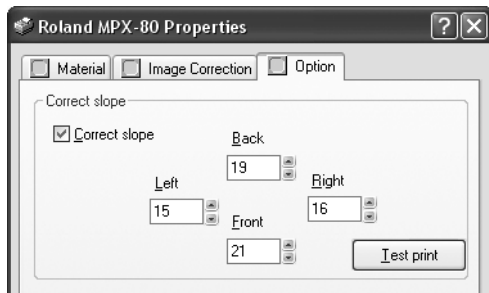 Roland MPX-80 Properties
Material Image Correction Option
Correct slope
Correct slope
Back
19
Left
15
Right
16
Front
21
Test print